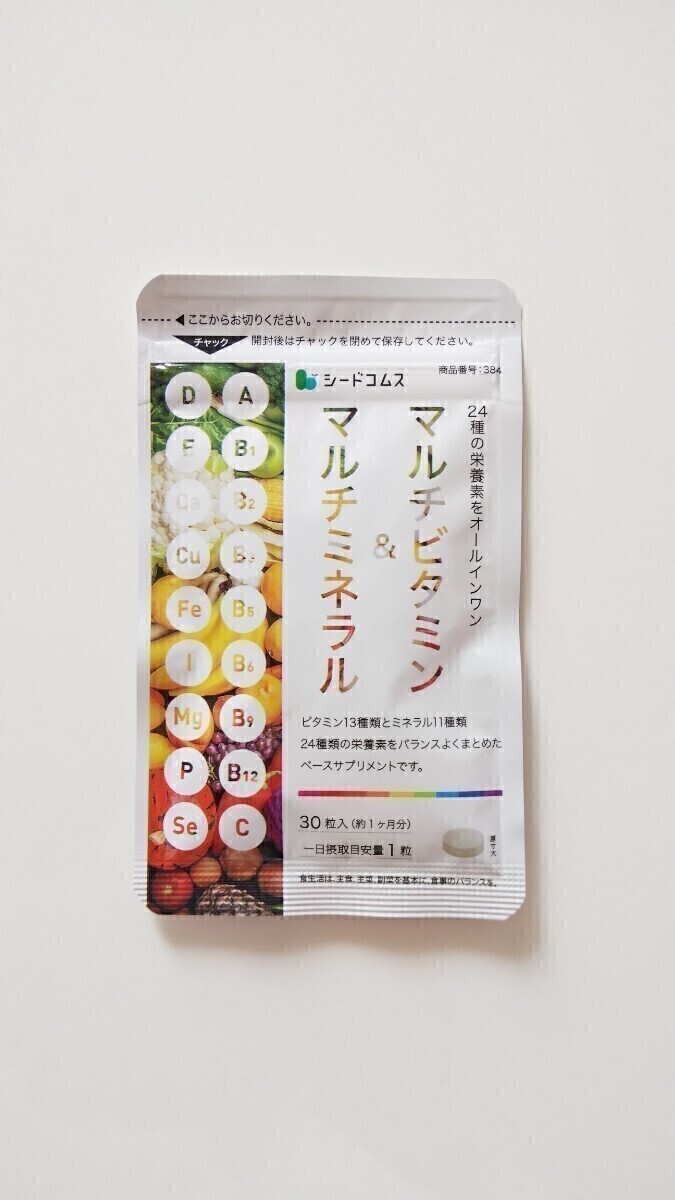 ◀ここからお切りください。
チャック 開封後はチャックを閉めて保存してください。
シードコムス
商品番号:384
24種の栄養素をオールインワン
マルチビタミン
&
マルチミネラル
D A
E B1
Ca B2
Cu B3
Fe B5
I B6
Mg B9
P B12
Se C
ビタミン13種類とミネラル11種類
24種類の栄養素をバランスよくまとめた
ベースサプリメントです。
30粒入(約1ヶ月分)
一日摂取目安量1粒
原寸大
食生活は、主食、主菜、副菜を基本に、食事のバランスを。